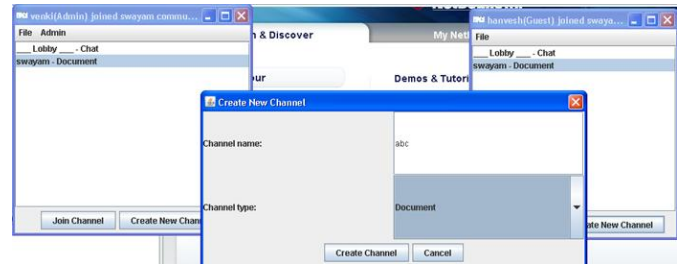 venki(Admin) joined swayam commu...
File Admin
___ Lobby ___ - Chat
swayam - Document
Join Channel
Create New Chan
n & Discover
My Net
our
Demos & Tutori
hanvesh(Guest) joined swaya...
File
__ Lobby __ - Chat
swayam - Document
ate New Channel
Create New Channel
Channel name:
abc
Channel type:
Document
Create Channel
Cancel